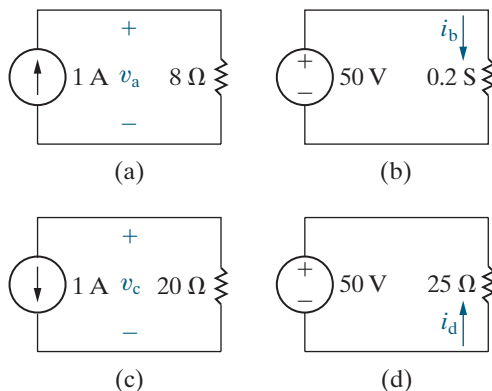 + i_b
1 A v_a 8 Ω + − 50 V 0.2 S
−
(a) (b)
+
1 A v_c 20 Ω + − 50 V 25 Ω
− i_d
(c) (d)